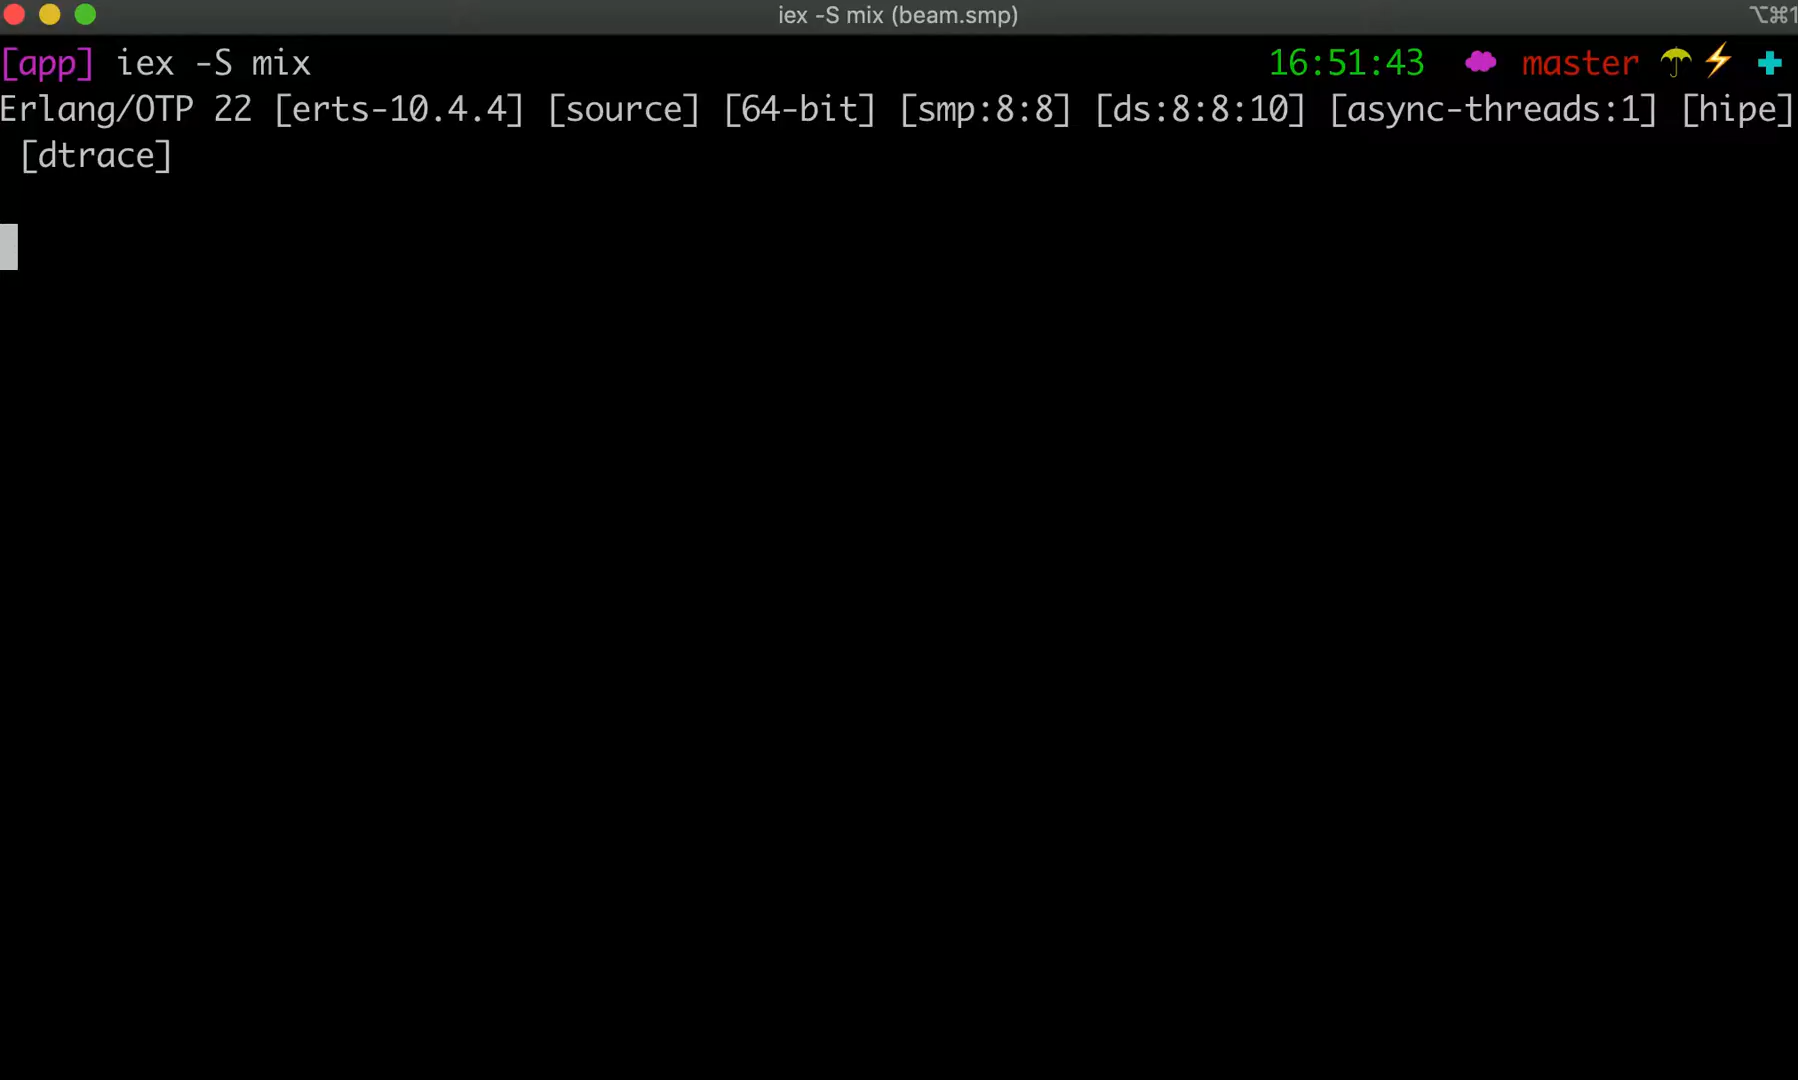 iex -S mix (beam.smp)
⌥⌘1
[app] iex -S mix 16:51:43 master
Erlang/OTP 22 [erts-10.4.4] [source] [64-bit] [smp:8:8] [ds:8:8:10] [async-threads:1] [hipe]
[dtrace]